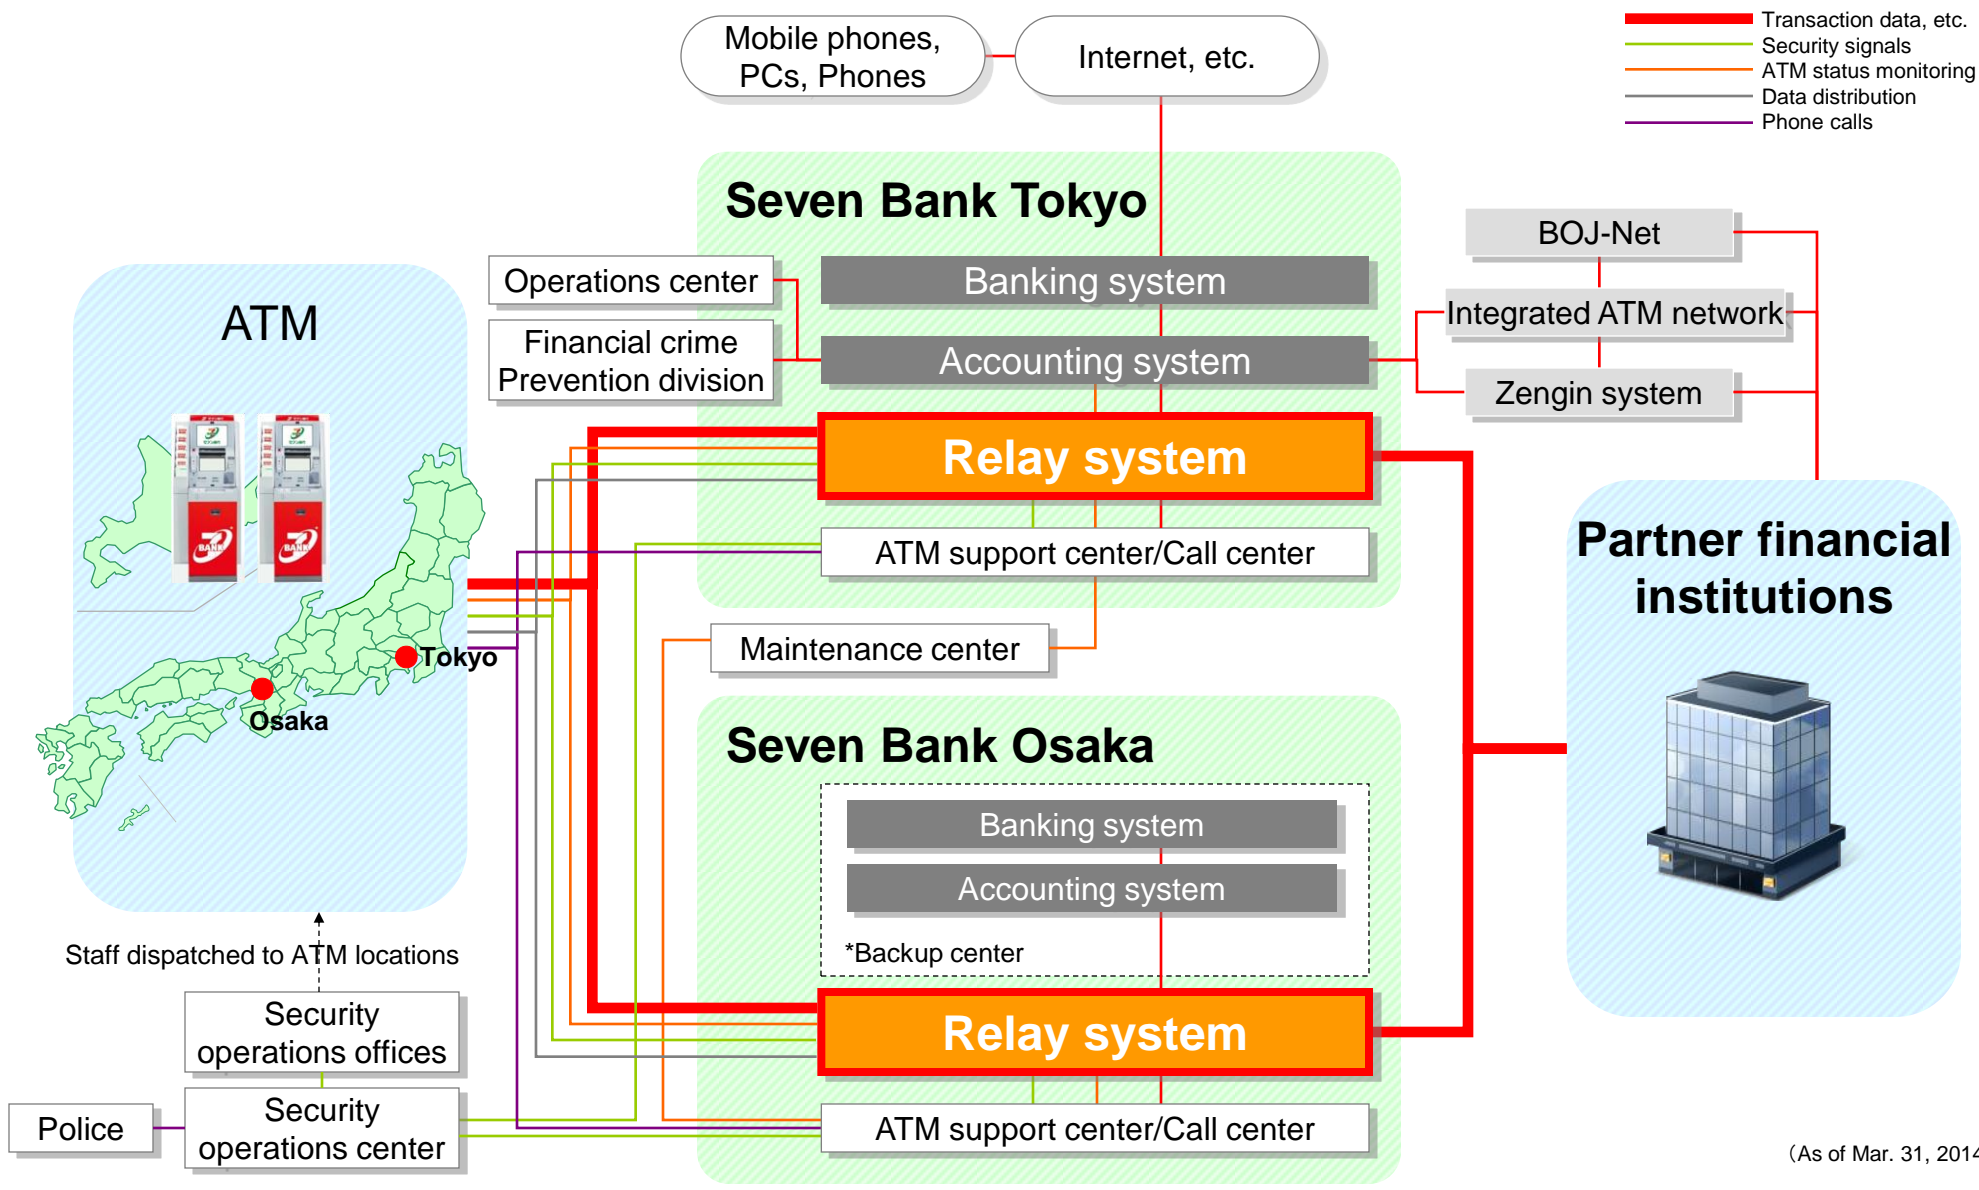 Mobile phones,
PCs, Phones
Internet, etc.
Transaction data, etc.
Security signals
ATM status monitoring
Data distribution
Phone calls
Seven Bank Tokyo
Operations center
Banking system
Financial crime
Prevention division
Accounting system
BOJ-Net
Integrated ATM network
Zengin system
Relay system
ATM support center/Call center
ATM
BANK
BANK
Tokyo
Osaka
Maintenance center
Partner financial
institutions
Seven Bank Osaka
Banking system
Accounting system
*Backup center
Relay system
ATM support center/Call center
Staff dispatched to ATM locations
Security
operations offices
Security
operations center
Police
（As of Mar. 31, 2014